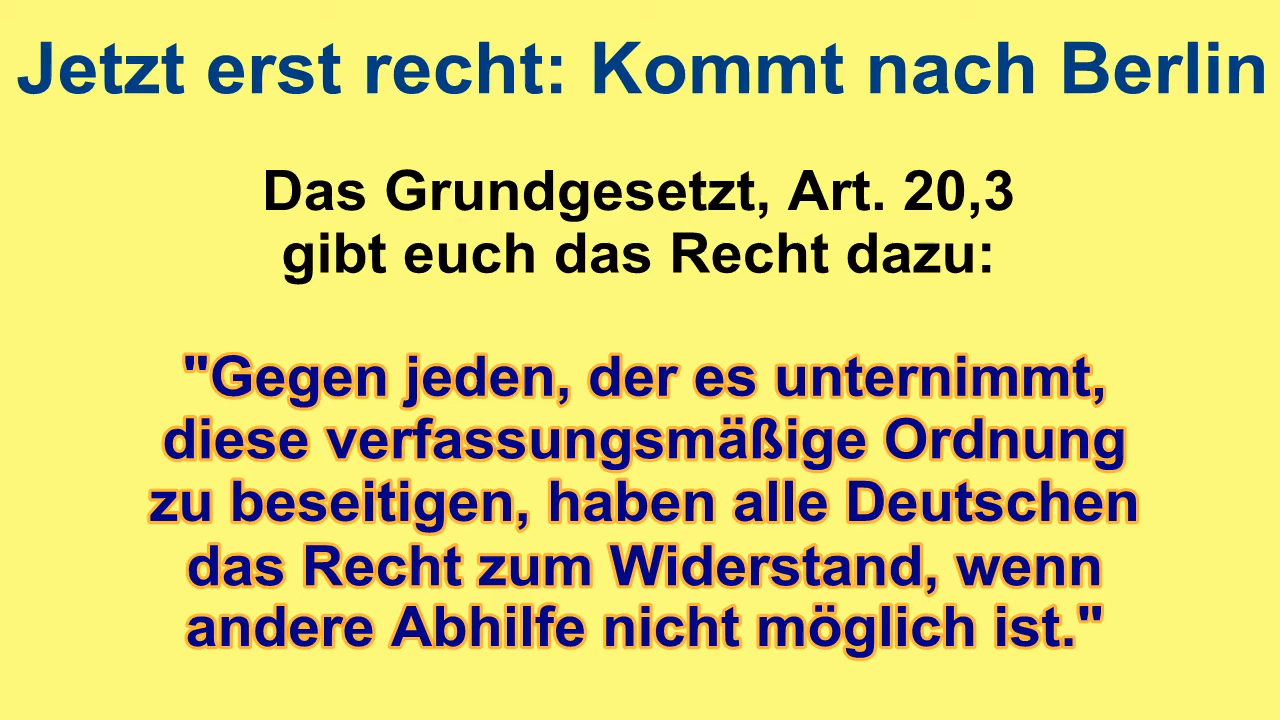 Jetzt erst recht: Kommt nach Berlin
Das Grundgesetzt, Art. 20,3
gibt euch das Recht dazu:
"Gegen jeden, der es unternimmt,
diese verfassungsmäßige Ordnung
zu beseitigen, haben alle Deutschen
das Recht zum Widerstand, wenn
andere Abhilfe nicht möglich ist."